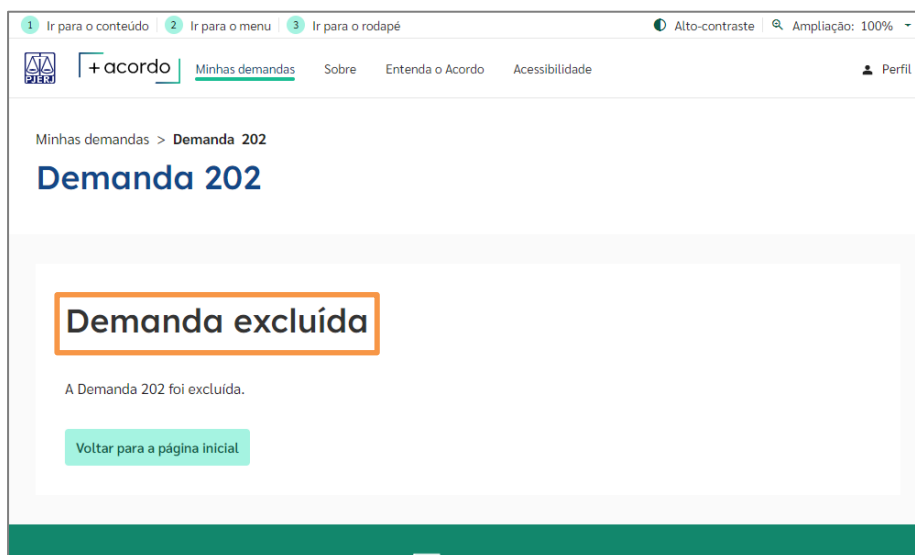 1 Ir para o conteúdo 2 Ir para o menu 3 Ir para o rodapé Alto-contraste Ampliação: 100%
PJERJ +acordo Minhas demandas Sobre Entenda o Acordo Acessibilidade Perfil
Minhas demandas > Demanda 202
Demanda 202
Demanda excluída
A Demanda 202 foi excluída.
Voltar para a página inicial